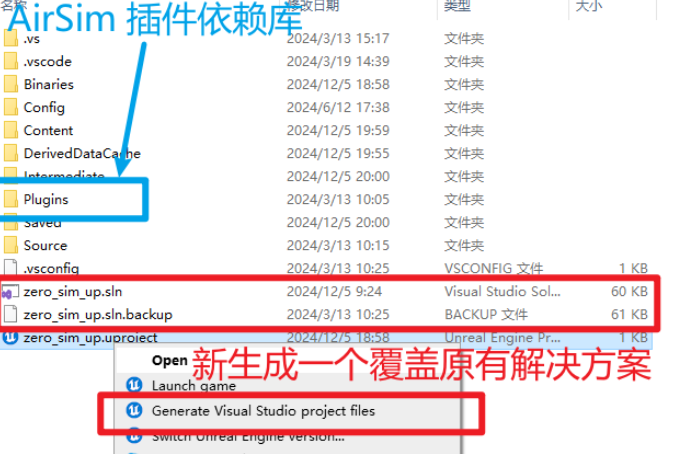 名称 修改日期 类型 大小
AirSim 插件依赖库
.vs 2024/3/13 15:17 文件夹
.vscode 2024/3/19 14:39 文件夹
Binaries 2024/12/5 18:58 文件夹
Config 2024/6/12 17:38 文件夹
Content 2024/12/5 19:59 文件夹
DerivedDataCache 2024/12/5 19:55 文件夹
Intermediate 2024/12/5 20:00 文件夹
Plugins 2024/3/13 10:05 文件夹
Saved 2024/12/5 20:00 文件夹
Source 2024/3/13 10:15 文件夹
.vsconfig 2024/3/13 10:25 VSCONFIG 文件 1 KB
zero_sim_up.sln 2024/12/5 9:24 Visual Studio Sol... 60 KB
zero_sim_up.sln.backup 2024/3/13 10:25 BACKUP 文件 61 KB
zero_sim_up.uproject 2024/12/5 18:58 Unreal Engine Pr... 1 KB
Open
新生成一个覆盖原有解决方案
Launch game
Generate Visual Studio project files
Switch Unreal Engine version...